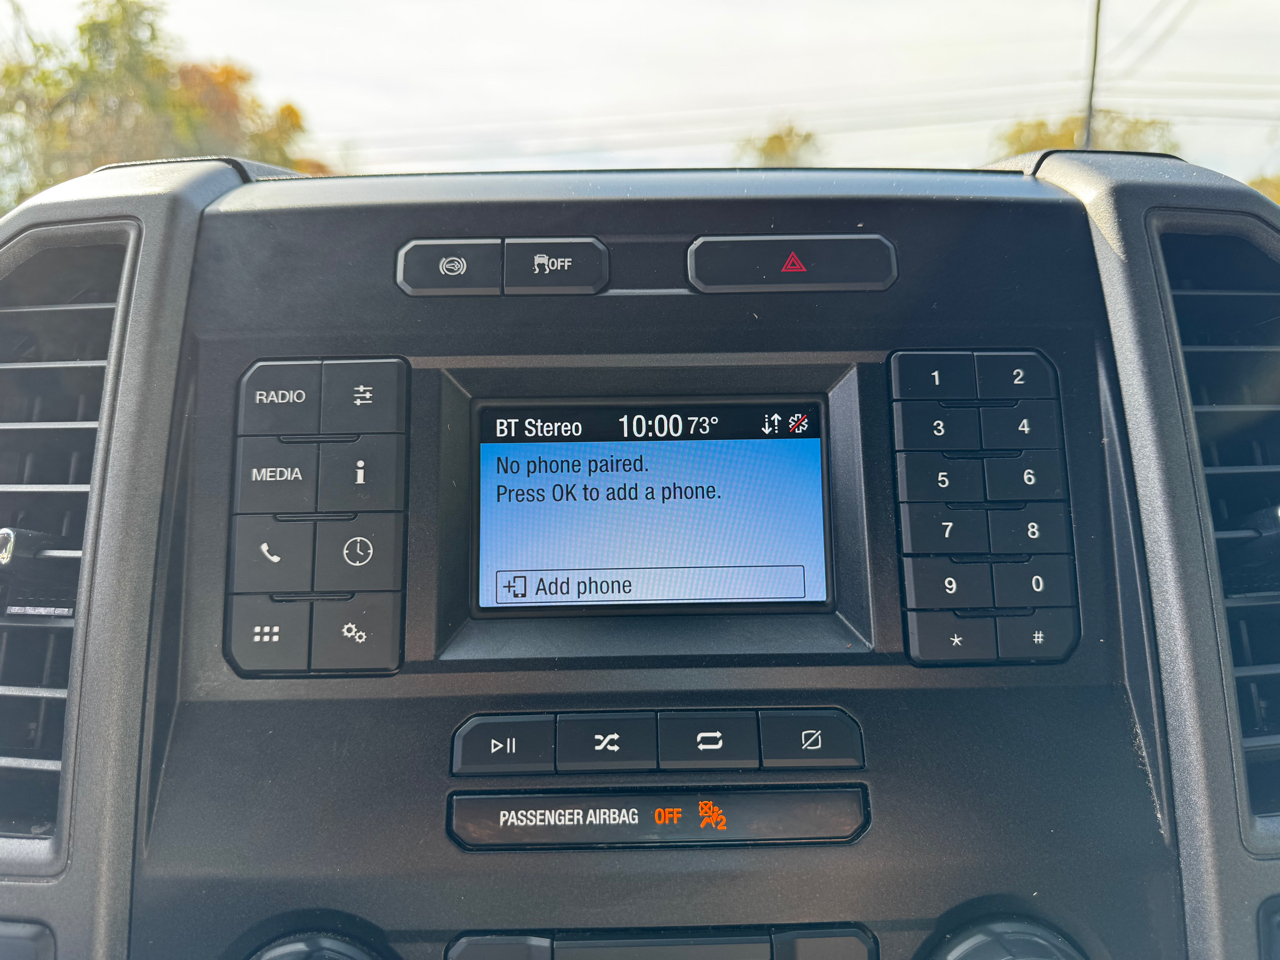 OFF
RADIO
MEDIA
BT Stereo 10:00 73°
No phone paired.
Press OK to add a phone.
Add phone
1 2
3 4
5 6
7 8
9 0
* #
PASSENGER AIRBAG OFF 2